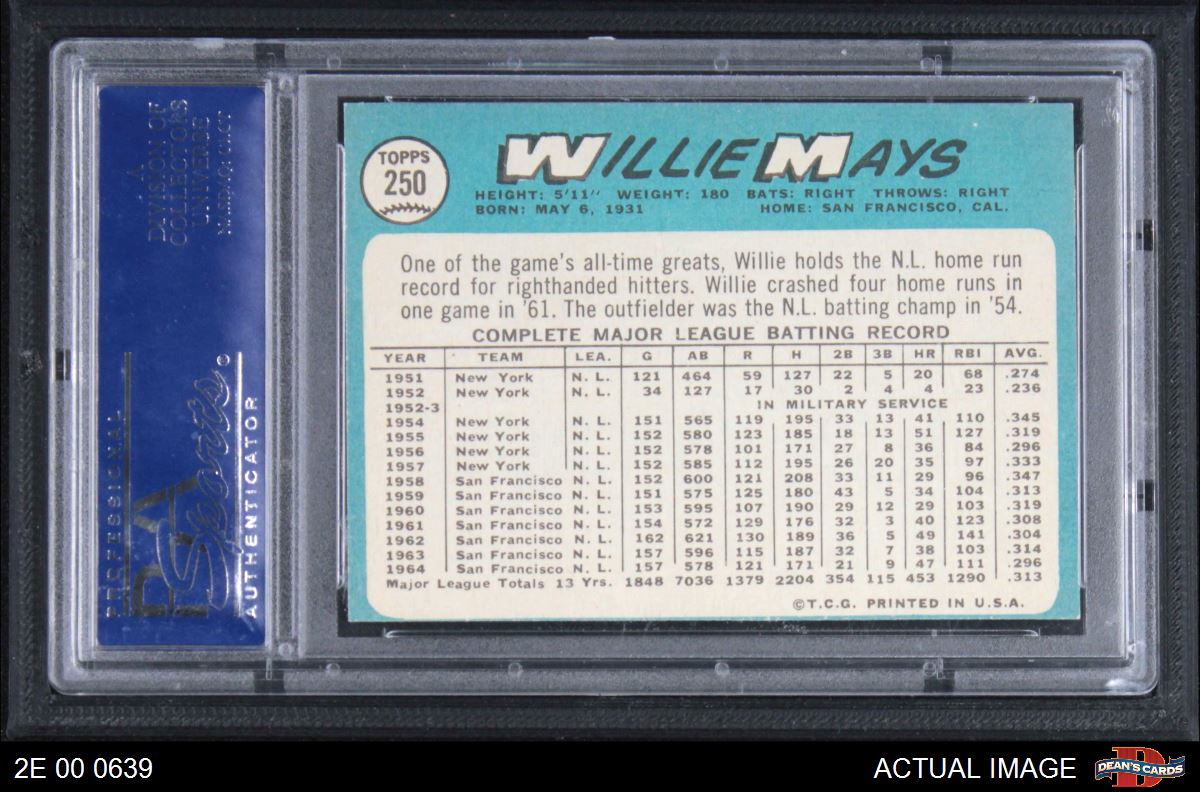 A
DIVISION OF
COLLECTORS
UNIVERSE
NASDAQ: CLCT
PROFESSIONAL
PSA
Sports
AUTHENTICATOR
TOPPS
250
WILLIE MAYS
HEIGHT: 5'11" WEIGHT: 180 BATS: RIGHT THROWS: RIGHT
BORN: MAY 6, 1931 HOME: SAN FRANCISCO, CAL.
One of the game's all-time greats, Willie holds the N.L. home run
record for righthanded hitters. Willie crashed four home runs in
one game in '61. The outfielder was the N.L. batting champ in '54.
COMPLETE MAJOR LEAGUE BATTING RECORD
YEAR TEAM LEA. G AB R H 2B 3B HR RBI AVG.
1951 New York N. L. 121 464 59 127 22 5 20 68 .274
1952 New York N. L. 34 127 17 30 2 4 4 23 .236
1952-3 IN MILITARY SERVICE
1954 New York N. L. 151 565 119 195 33 13 41 110 .345
1955 New York N. L. 152 580 123 185 18 13 51 127 .319
1956 New York N. L. 152 578 101 171 27 8 36 84 .296
1957 New York N. L. 152 585 112 195 26 20 35 97 .333
1958 San Francisco N. L. 152 600 121 208 33 11 29 96 .347
1959 San Francisco N. L. 151 575 125 180 43 5 34 104 .313
1960 San Francisco N. L. 153 595 107 190 29 12 29 103 .319
1961 San Francisco N. L. 154 572 129 176 32 3 40 123 .308
1962 San Francisco N. L. 162 621 130 189 36 5 49 141 .304
1963 San Francisco N. L. 157 596 115 187 32 7 38 103 .314
1964 San Francisco N. L. 157 578 121 171 21 9 47 111 .296
Major League Totals 13 Yrs. 1848 7036 1379 2204 354 115 453 1290 .313
©T.C.G. PRINTED IN U.S.A.
2E 00 0639
ACTUAL IMAGE
DEAN'S CARDS